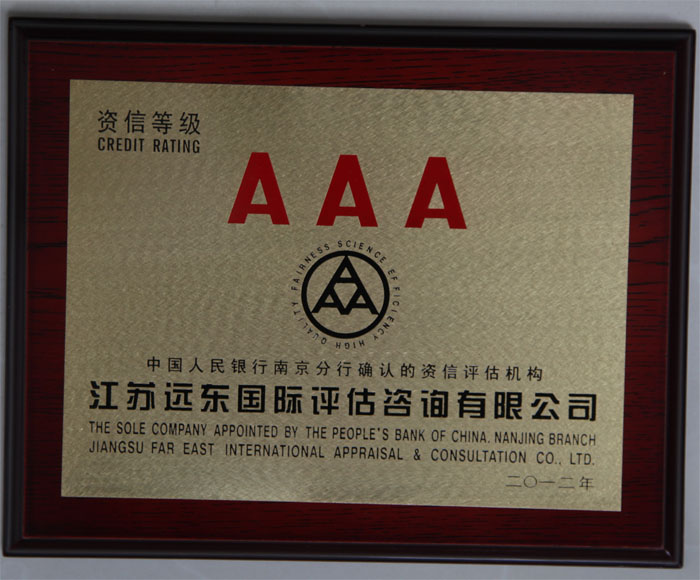 资信等级
CREDIT RATING
AAA
FAIRNESS SCIENCE EFFICIENCY HIGH QUALITY
AAA
中国人民银行南京分行确认的资信评估机构
江苏远东国际评估咨询有限公司
THE SOLE COMPANY APPOINTED BY THE PEOPLE'S BANK OF CHINA. NANJING BRANCH
JIANGSU FAR EAST INTERNATIONAL APPRAISAL & CONSULTATION CO., LTD.
二〇一二年